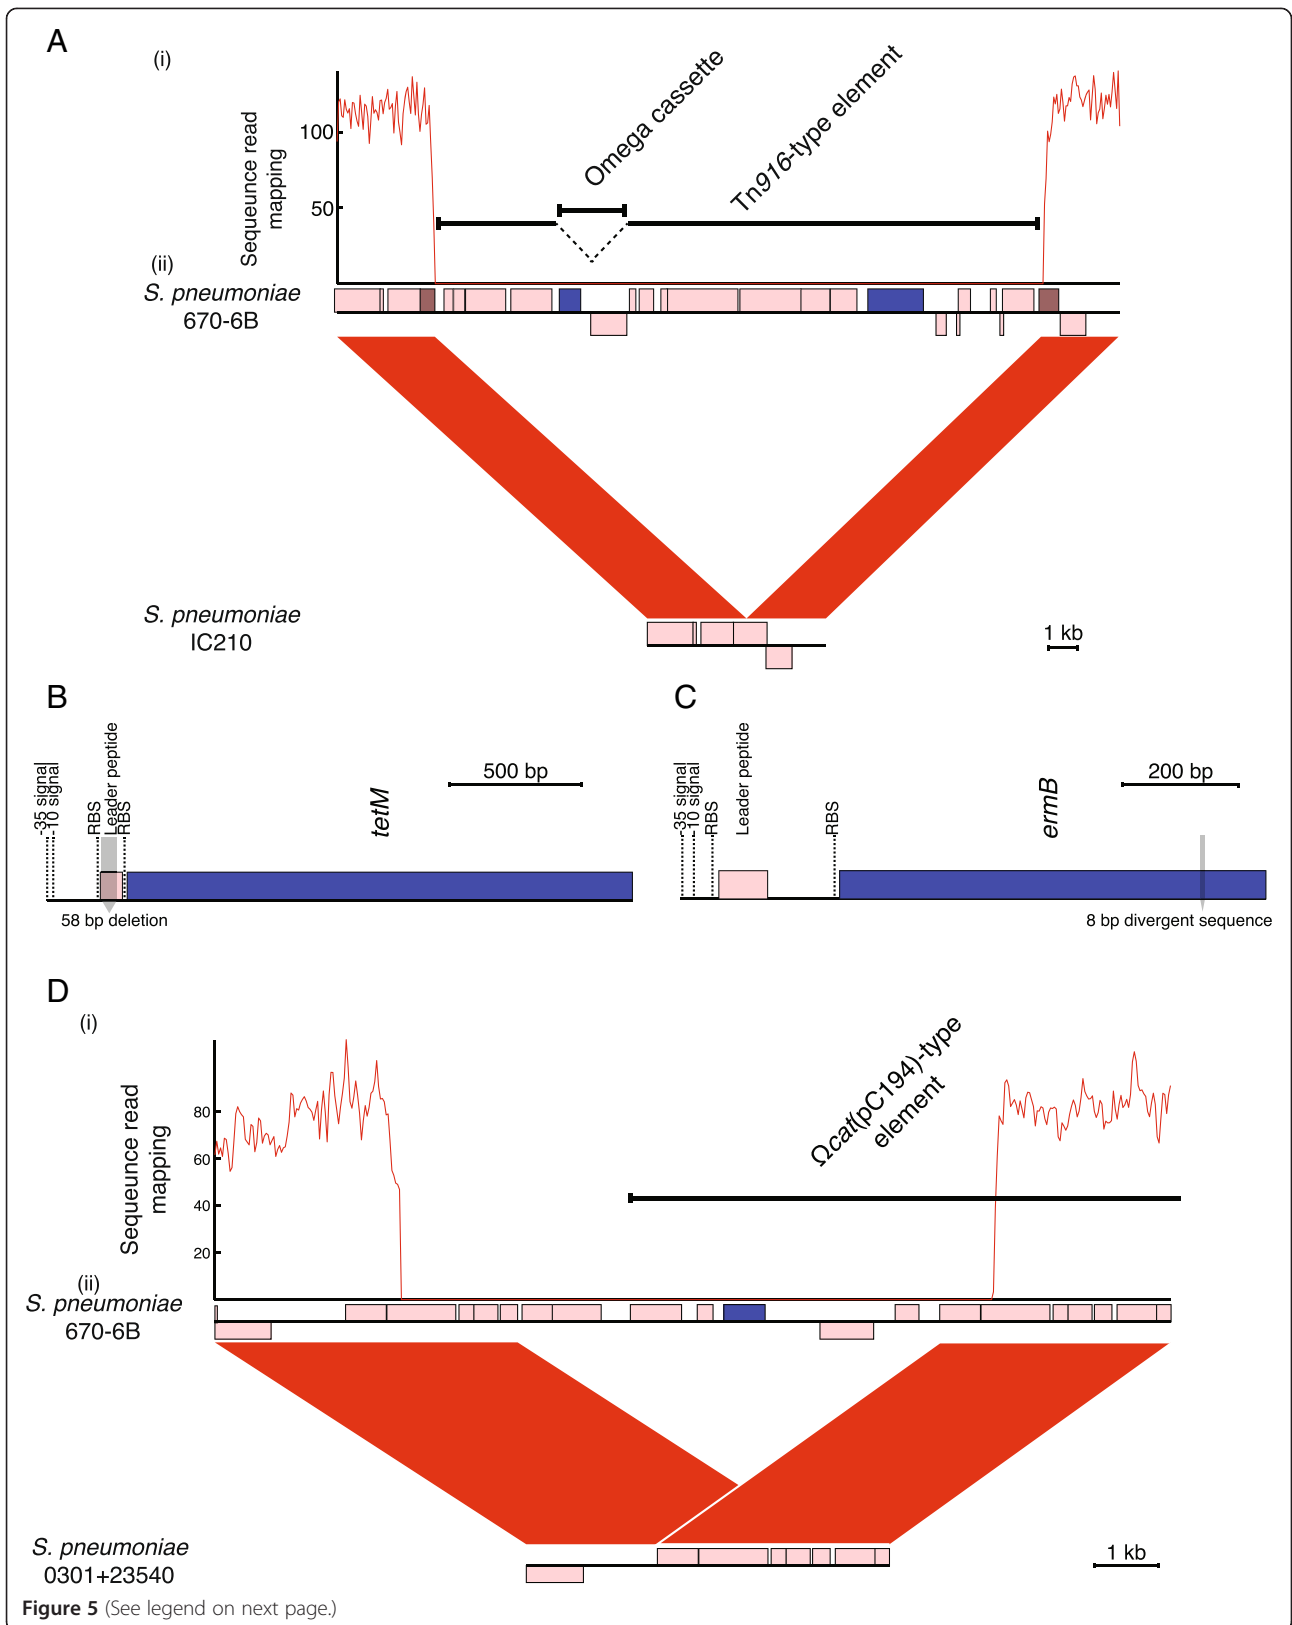 A
(i)
Sequeunce read
mapping
100
50
Omega cassette
Tn916-type element
(ii)
S. pneumoniae
670-6B
S. pneumoniae
IC210
1 kb
B
-35 signal
-10 signal
RBS
Leader peptide
RBS
tetM
500 bp
58 bp deletion
C
-35 signal
-10 signal
RBS
Leader peptide
RBS
ermB
200 bp
8 bp divergent sequence
D
(i)
Sequeunce read
mapping
80
60
40
20
Ωcat(pC194)-type
element
(ii)
S. pneumoniae
670-6B
S. pneumoniae
0301+23540
1 kb
Figure 5 (See legend on next page.)